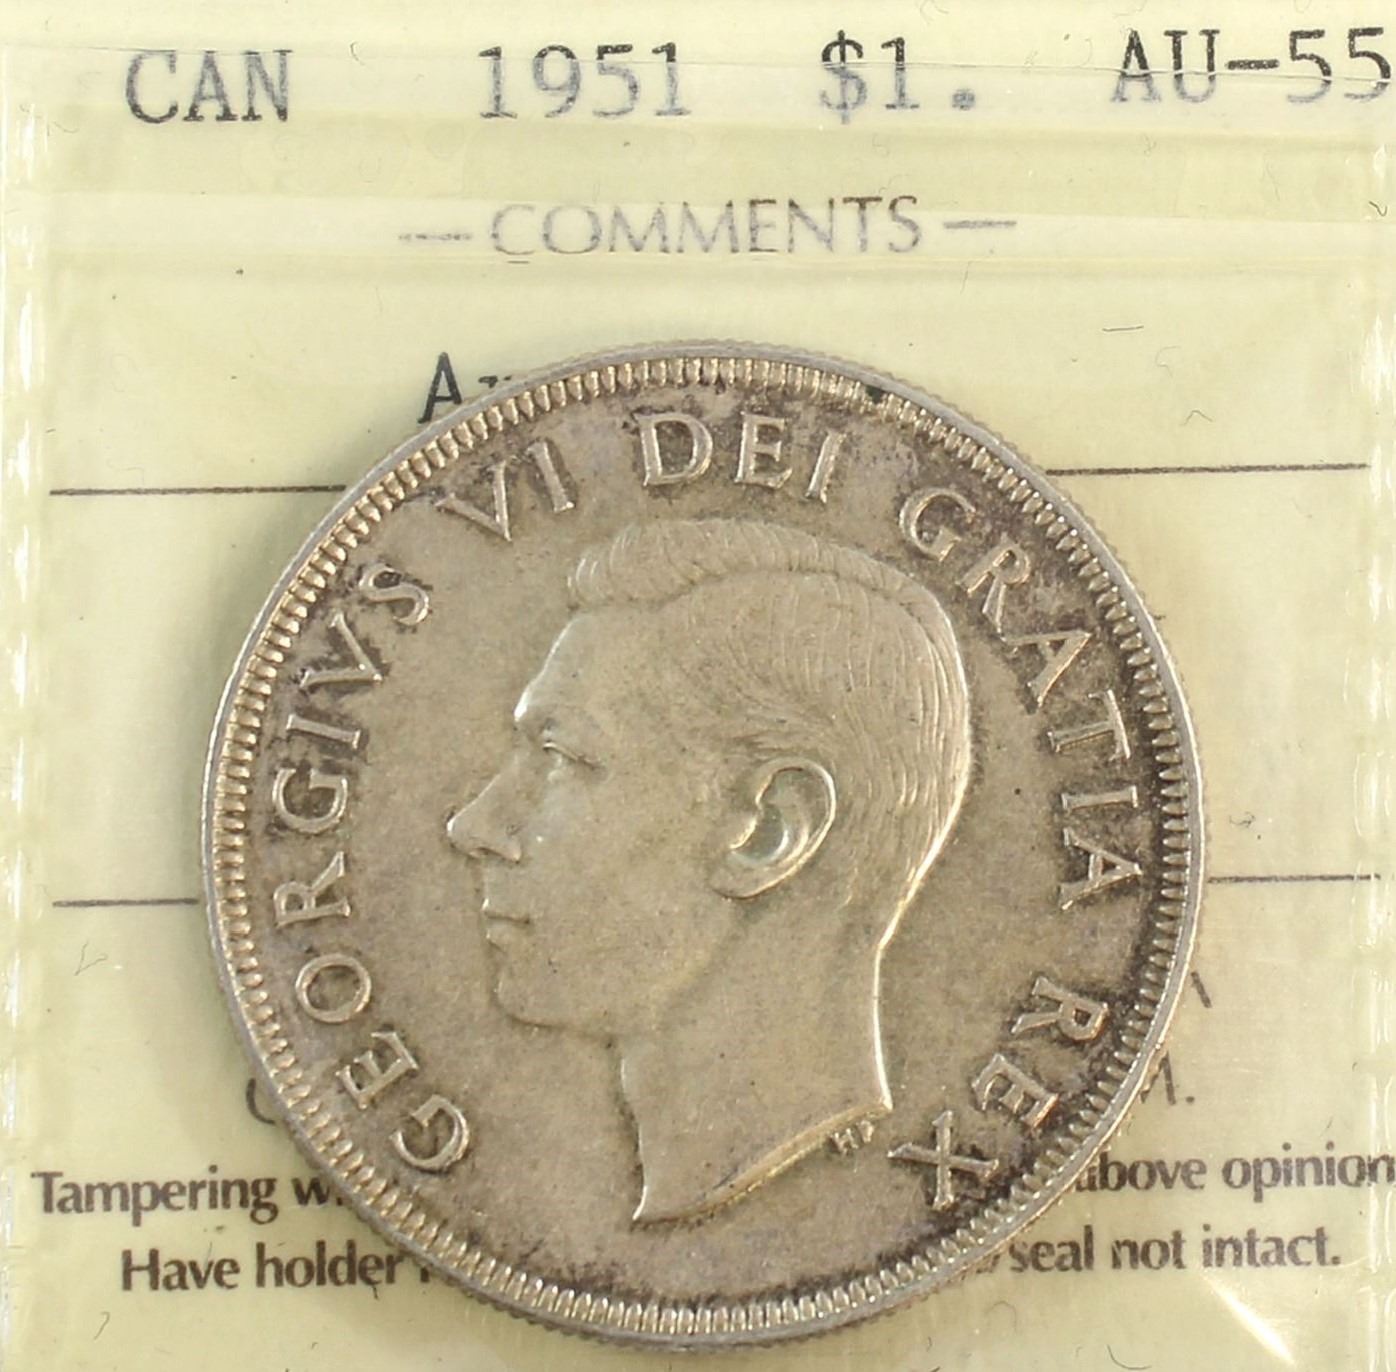 CAN 1951 $1. AU-55
— COMMENTS —
GEORGIVS VI DEI GRATIA REX
HP
Tampering above opinion
Have holder seal not intact.